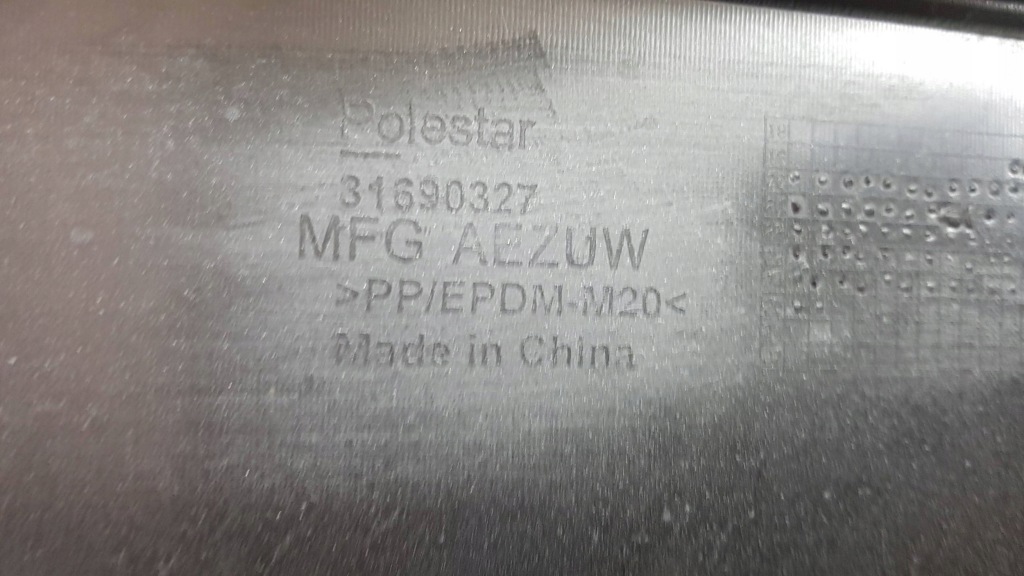 Polestar
31690327
MFG AEZUW
>PP/EPDM-M20<
Made in China